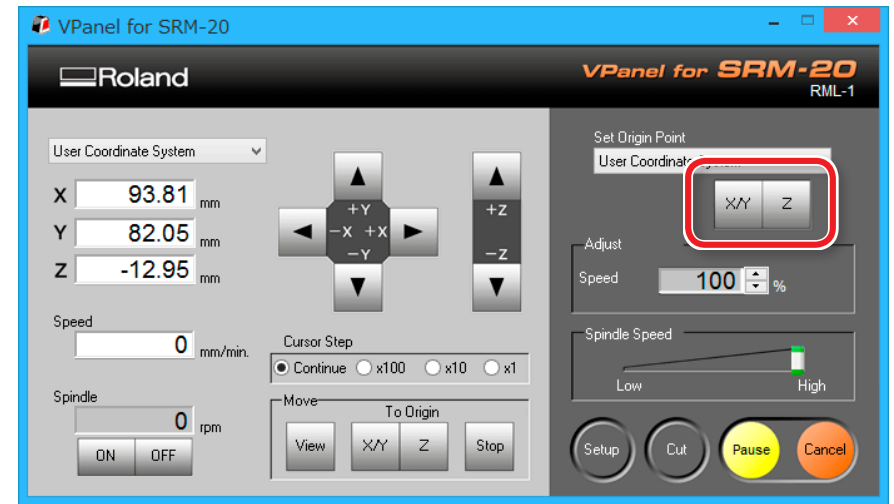 VPanel for SRM-20
Roland
VPanel for SRM-20
RML-1
User Coordinate System
X 93.81 mm
Y 82.05 mm
Z -12.95 mm
Speed
0 mm/min.
Spindle
0 rpm
ON OFF
+Y
-X +X
-Y
+Z
-Z
Cursor Step
Continue x100 x10 x1
Move
To Origin
View X/Y Z Stop
Set Origin Point
User Coordinate System
X/Y Z
Adjust
Speed 100 %
Spindle Speed
Low High
Setup Cut Pause Cancel